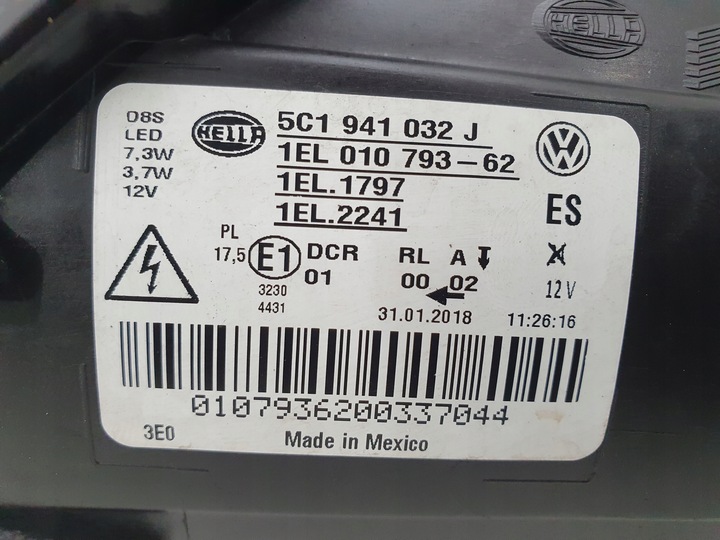 HELLA
D8S
LED
7,3W
3,7W
12V
HELLA
5C1 941 032 J
1EL 010 793-62
1EL.1797
1EL.2241
VW
ES
PL
17,5
E1
DCR
01
RL
00
A
02
3230
4431
12V
31.01.2018
11:26:16
0107936200337044
3E0
Made in Mexico